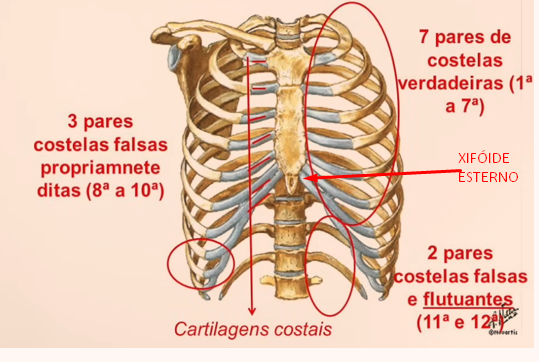 7 pares de
costelas
verdadeiras (1ª
a 7ª)
3 pares
costelas falsas
propriamnete
ditas (8ª a 10ª)
XIFÓIDE
ESTERNO
2 pares
costelas falsas
e flutuantes
(11ª e 12ª)
Cartilagens costais